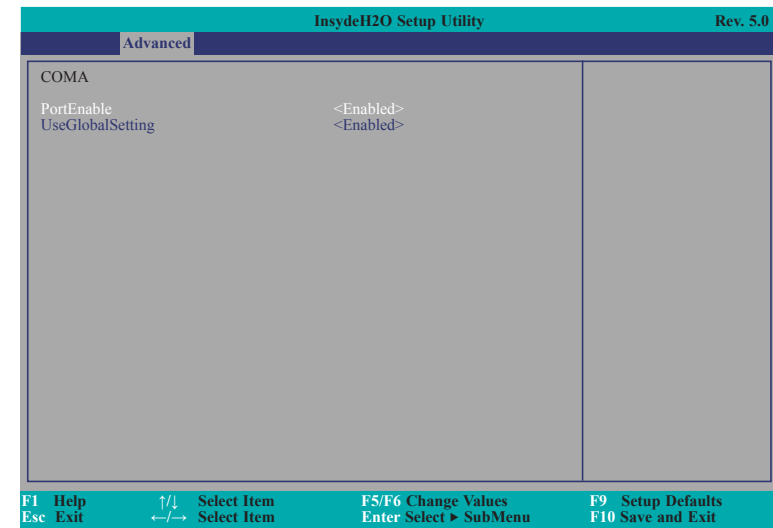 InsydeH2O Setup Utility Rev. 5.0
Advanced
COMA
PortEnable <Enabled>
UseGlobalSetting <Enabled>
F1 Help ↑/↓ Select Item F5/F6 Change Values F9 Setup Defaults
Esc Exit ←/→ Select Item Enter Select ► SubMenu F10 Save and Exit